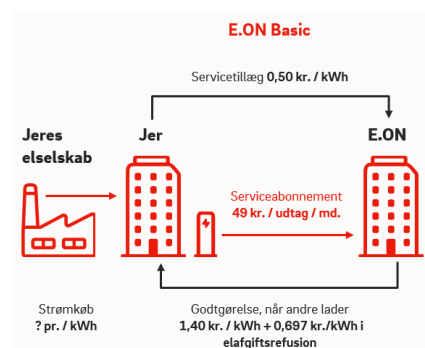 E.ON Basic
Servicetillæg 0,50 kr. / kWh
Jeres
elselskab
Jer
E.ON
Serviceabonnement
49 kr. / udtag / md.
Strømkøb
? pr. / kWh
Godtgørelse, når andre lader
1,40 kr. / kWh + 0,697 kr./kWh i
elafgiftsrefusion